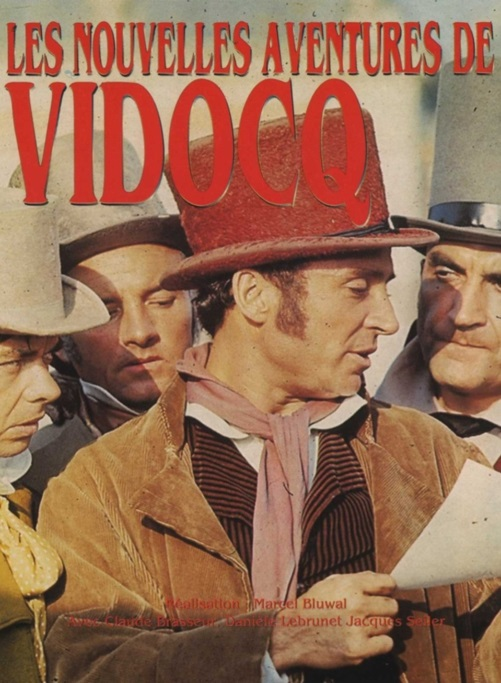 LES NOUVELLES AVENTURES DE
VIDOCQ
Réalisation : Marcel Bluwal
Avec Claude Brasseur Danièle Lebrunet Jacques Seiler